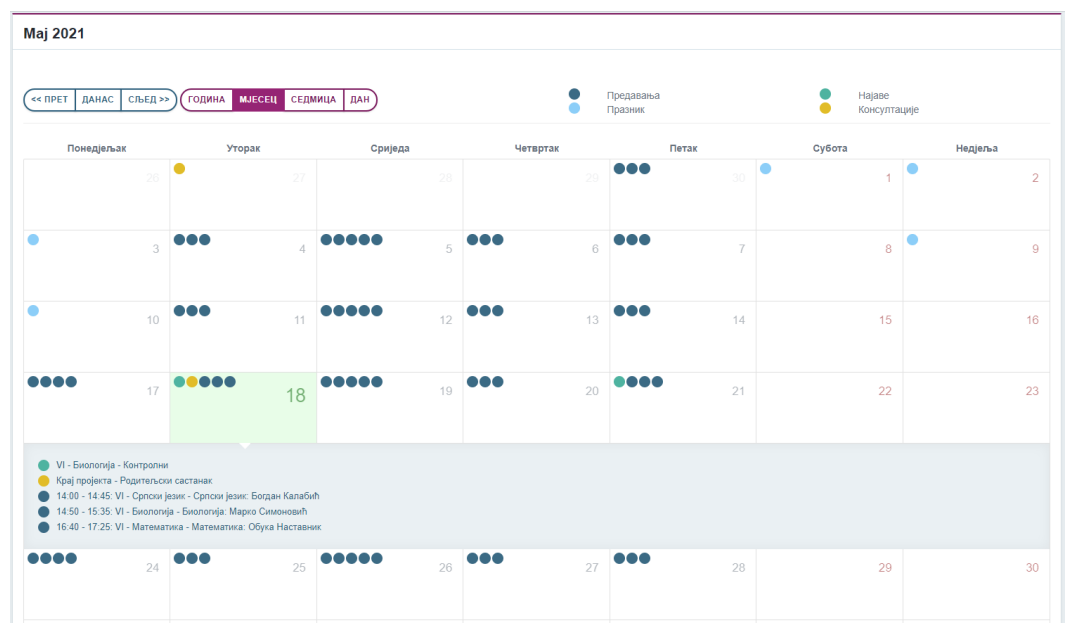 Мај 2021
<< ПРЕТ ДАНАС СЉЕД >> ГОДИНА МЈЕСЕЦ СЕДМИЦА ДАН
Предавања Најаве
Празник Консултације
Понедјељак Уторак Сриједа Четвртак Петак Субота Недјеља
26 27 28 29 30 1 2
3 4 5 6 7 8 9
10 11 12 13 14 15 16
17 18 19 20 21 22 23
VI - Биологија - Контролни
Крај пројекта - Родитељски састанак
14:00 - 14:45: VI - Српски језик - Српски језик: Богдан Калабић
14:50 - 15:35: VI - Биологија - Биологија: Марко Симоновић
16:40 - 17:25: VI - Математика - Математика: Обука Наставник
24 25 26 27 28 29 30